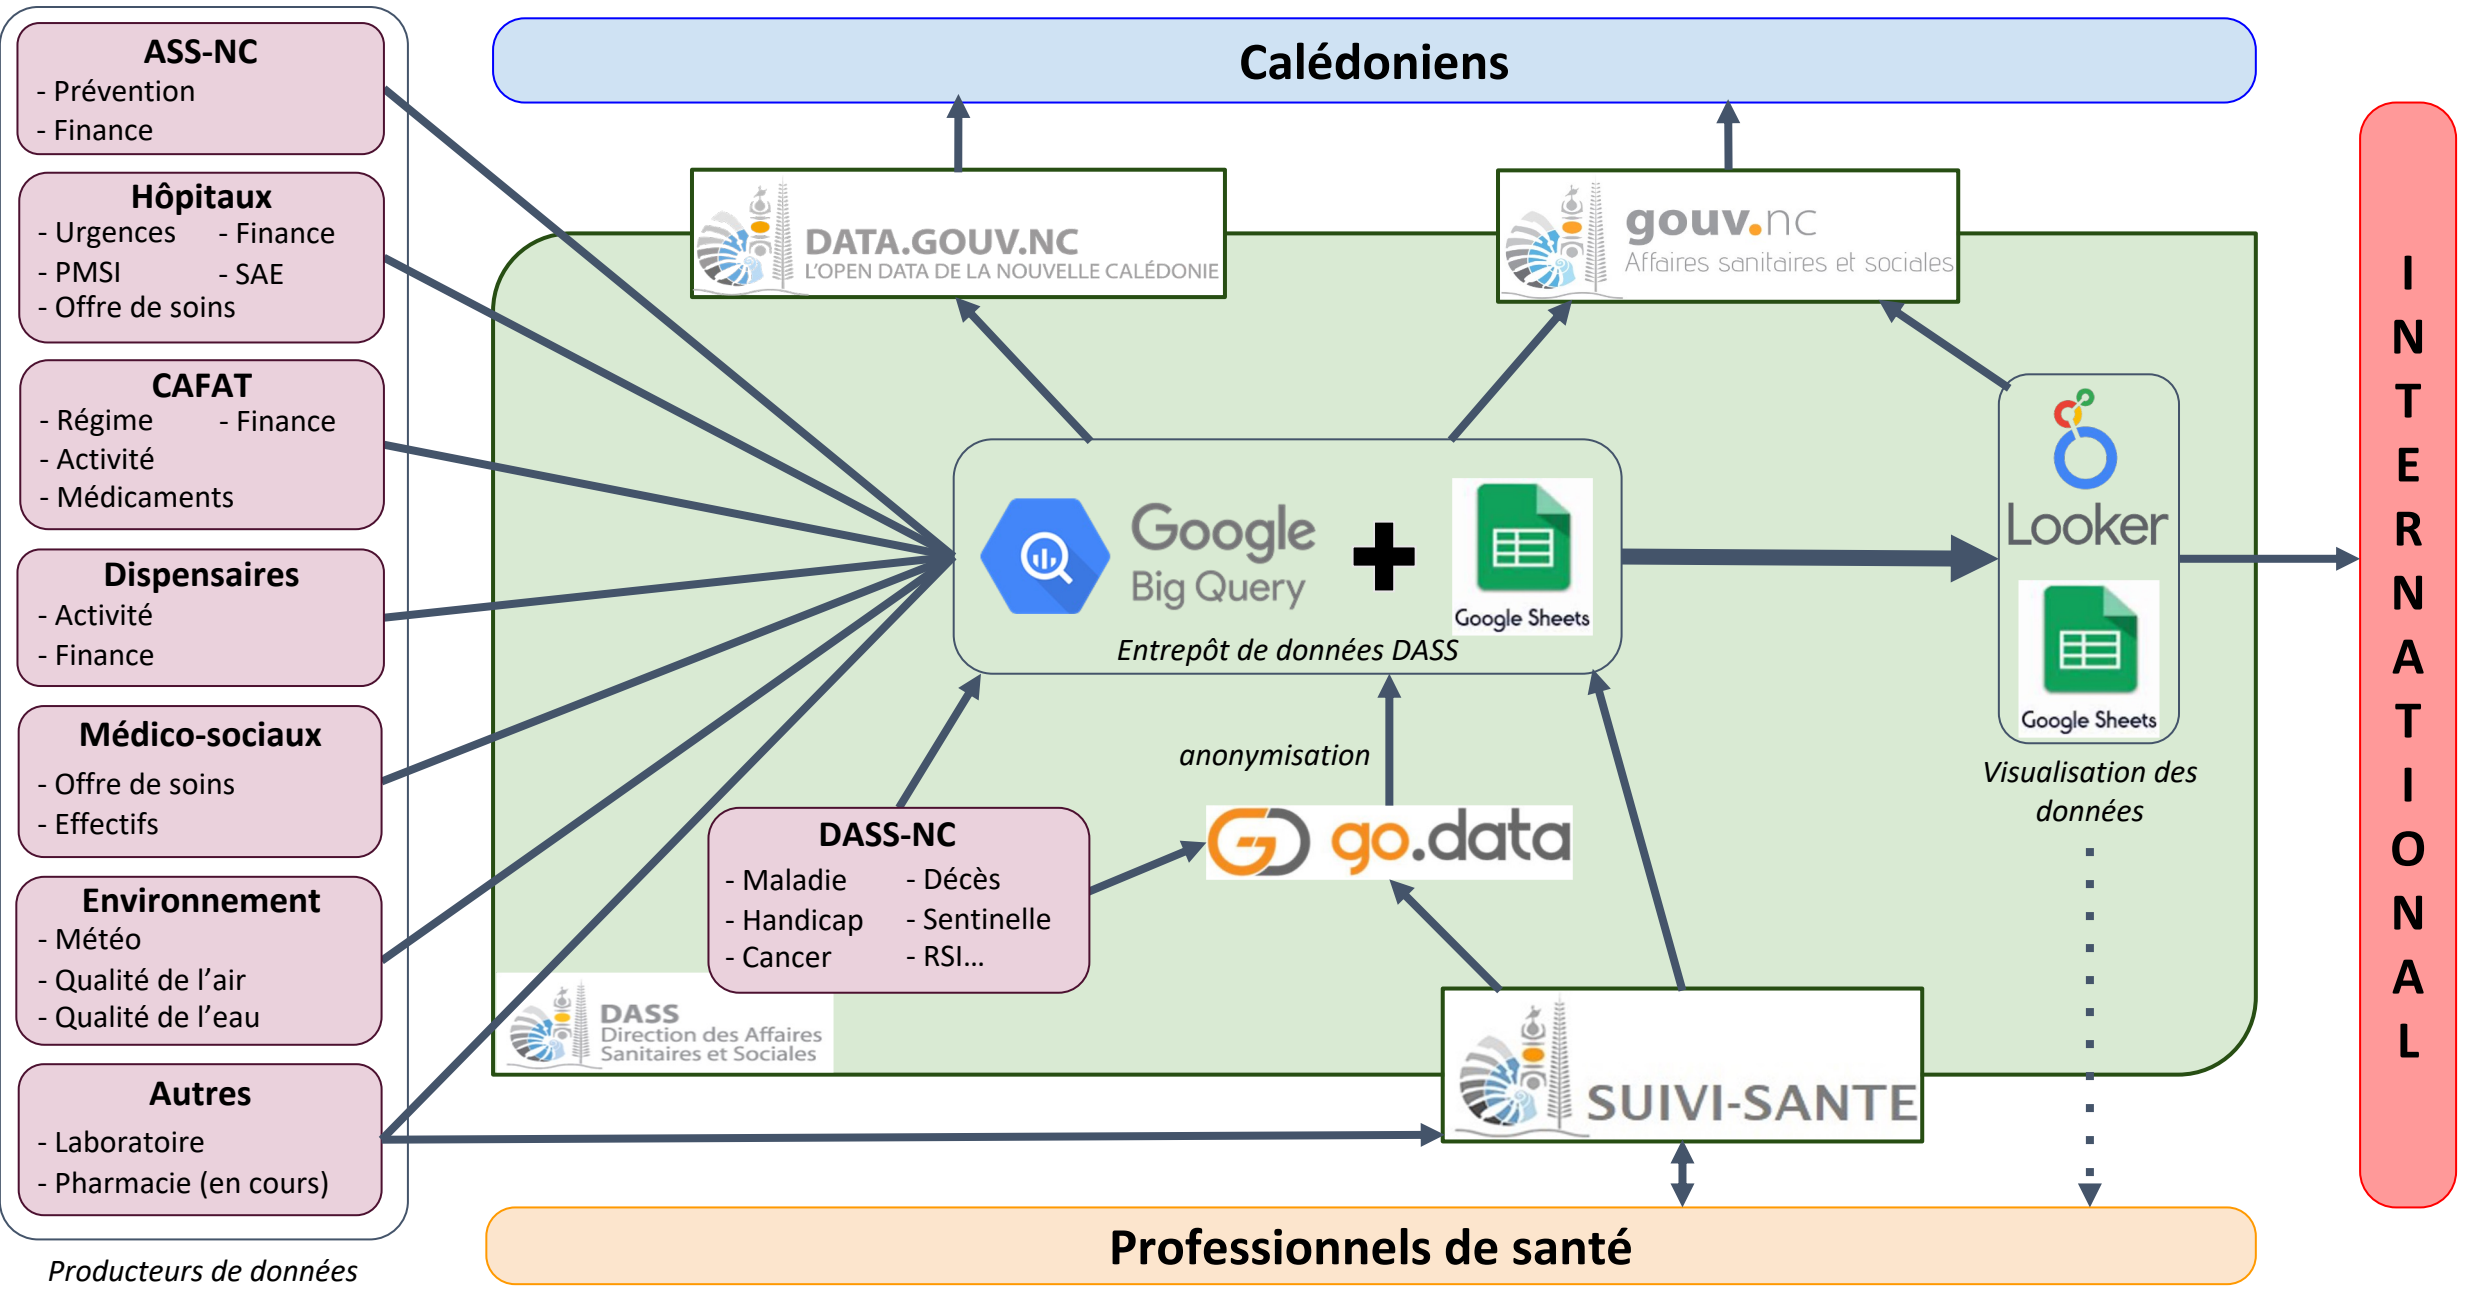 ASS-NC
- Prévention
- Finance
Hôpitaux
- Urgences - Finance
- PMSI - SAE
- Offre de soins
CAFAT
- Régime - Finance
- Activité
- Médicaments
Dispensaires
- Activité
- Finance
Médico-sociaux
- Offre de soins
- Effectifs
Environnement
- Météo
- Qualité de l’air
- Qualité de l’eau
Autres
- Laboratoire
- Pharmacie (en cours)
Producteurs de données
Calédoniens
DATA.GOUV.NC
L'OPEN DATA DE LA NOUVELLE CALÉDONIE
gouv.nc
Affaires sanitaires et sociales
Google
Big Query
Google Sheets
Entrepôt de données DASS
Looker
Google Sheets
Visualisation des
données
anonymisation
go.data
DASS-NC
- Maladie - Décès
- Handicap - Sentinelle
- Cancer - RSI...
DASS
Direction des Affaires
Sanitaires et Sociales
SUIVI-SANTE
Professionnels de santé
INTERNATIONAL